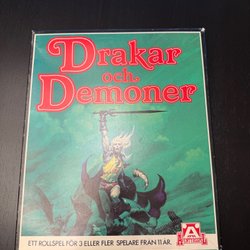 Drakar
och
Demoner
ETT ROLLSPEL FÖR 3 ELLER FLER SPELARE FRÅN 11 ÅR.